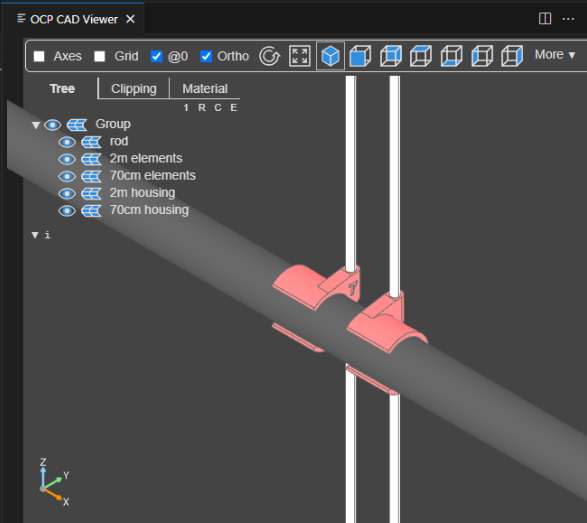 OCP CAD Viewer
Axes Grid @0 Ortho More
Tree Clipping Material
1 R C E
Group
rod
2m elements
70cm elements
2m housing
70cm housing
i
Z
Y
X